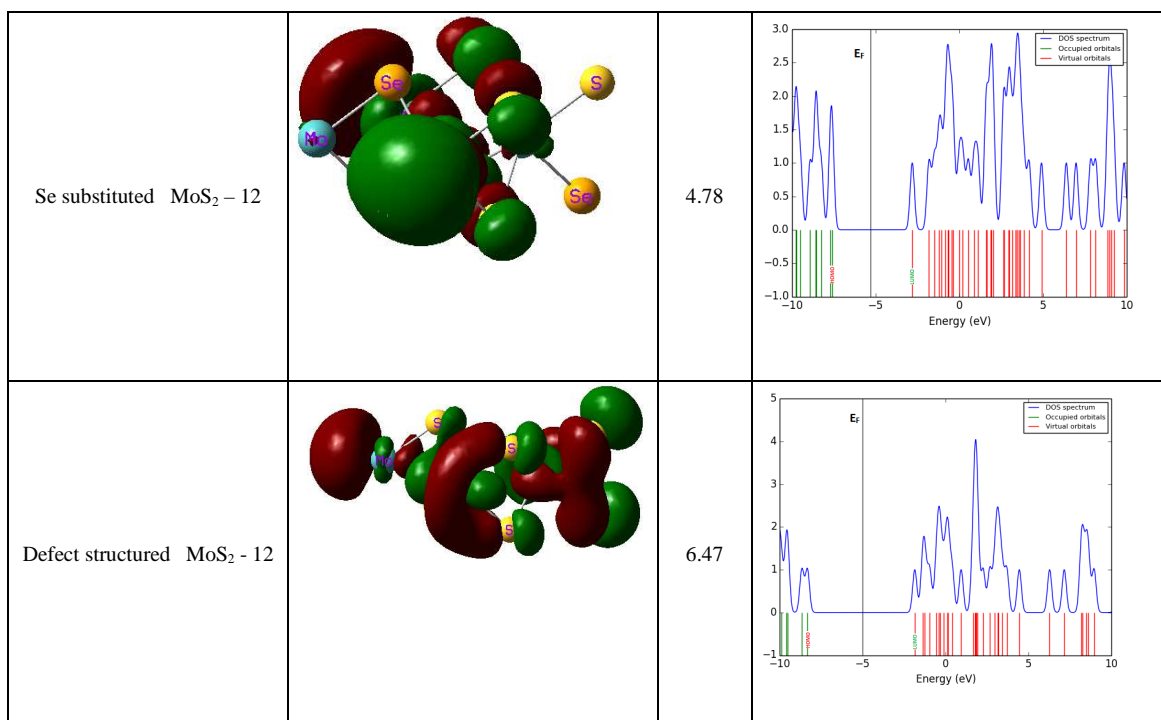 Se substituted MoS₂ – 12
Se
S
Mo
Se
4.78
3.0
2.5
2.0
1.5
1.0
0.5
0.0
−0.5
−1.0
E_F
DOS spectrum
Occupied orbitals
Virtual orbitals
HOMO
LUMO
−10
−5
0
5
10
Energy (eV)
Defect structured MoS₂ - 12
S
Mo
S
S
6.47
5
4
3
2
1
0
−1
E_F
DOS spectrum
Occupied orbitals
Virtual orbitals
HOMO
LUMO
−10
−5
0
5
10
Energy (eV)